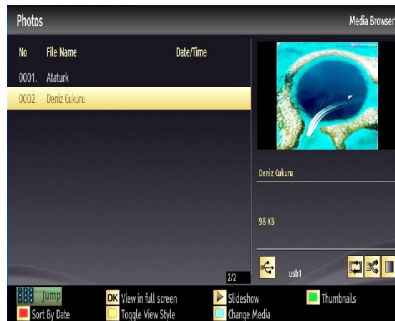 Photos Media Browser
No File Name Date/Time
0001. Ataturk
0002. Deniz Cukuru
Deniz Cukuru
98 KB
2/2
usb1
Jump OK View in full screen Slideshow Thumbnails
Sort By Date Toggle View Style Change Media